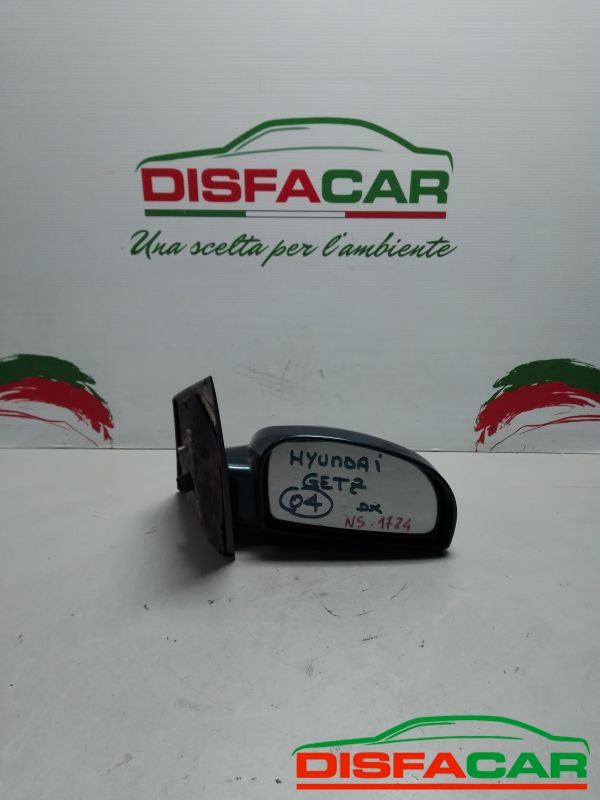 DISFACAR
Una scelta per l'ambiente
HYUNDAI
GETZ
04 DX
NS.1724
DISFACAR